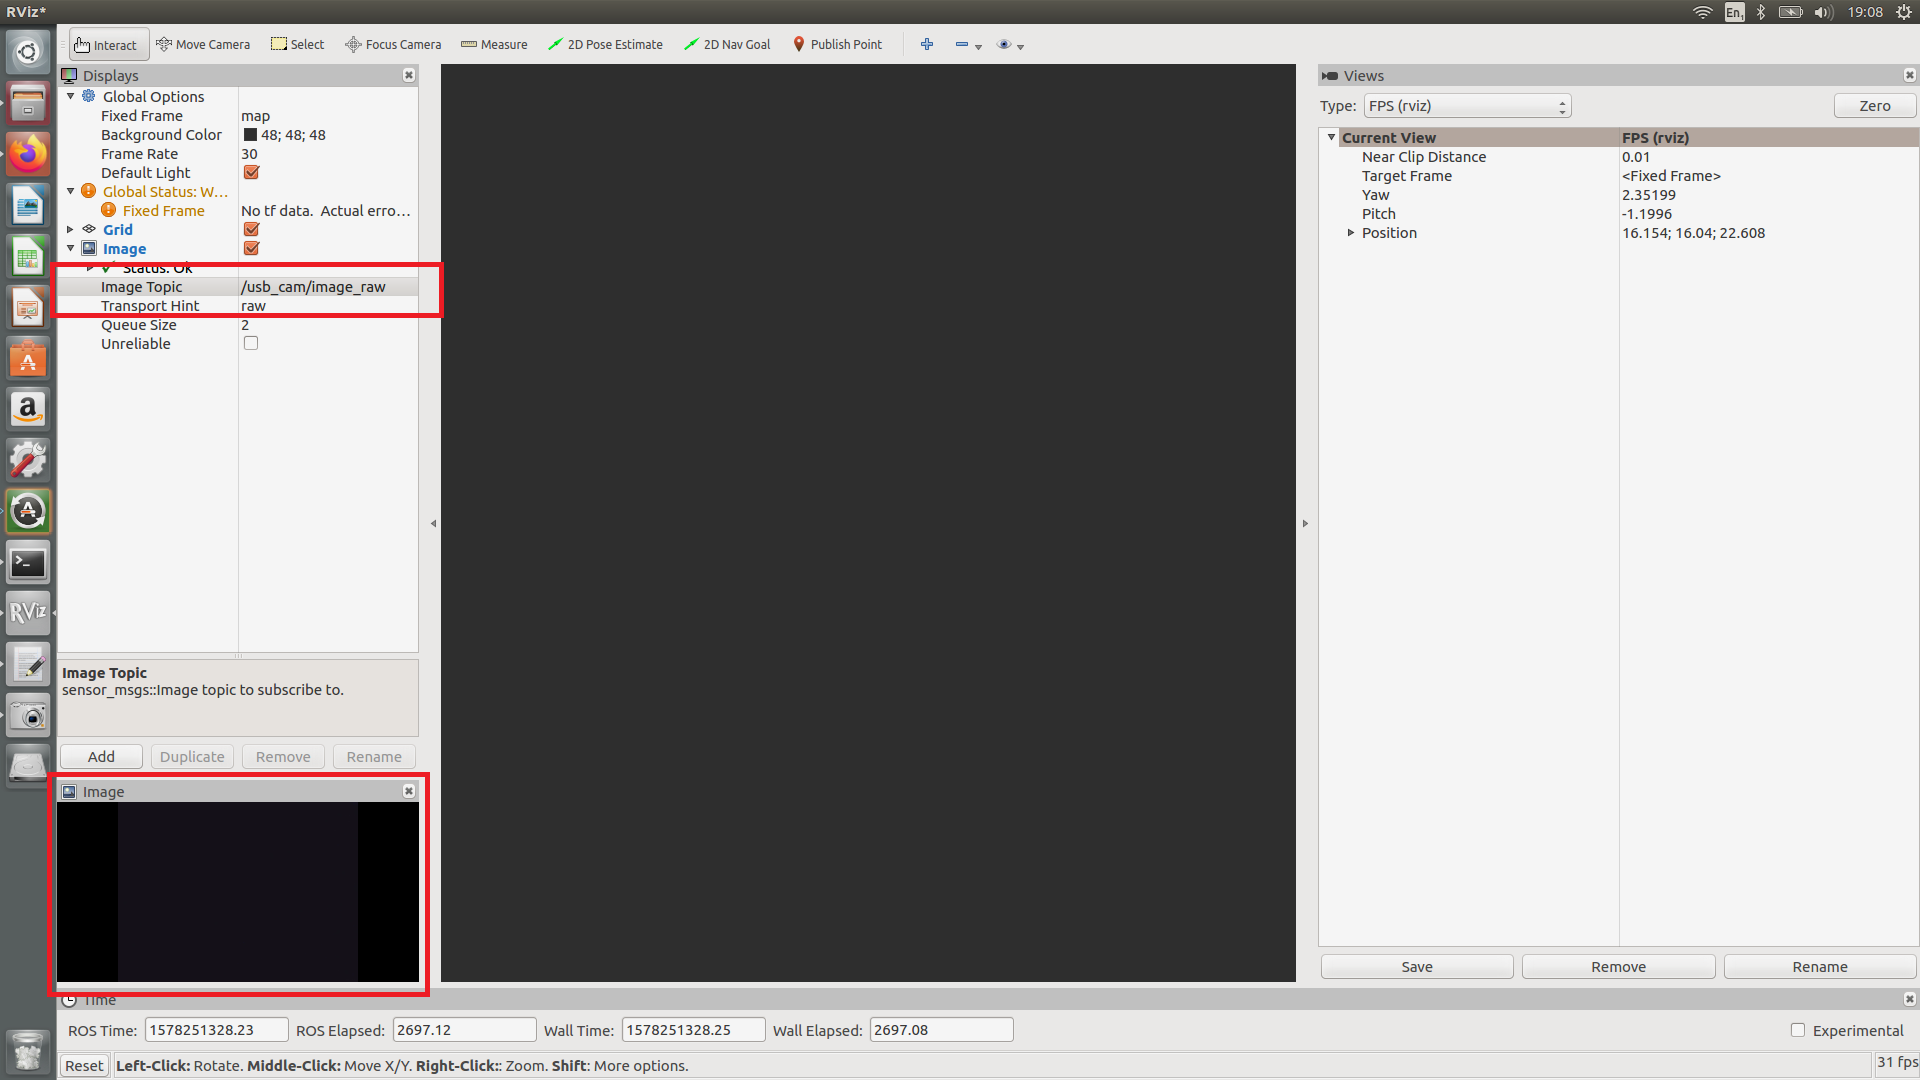 RViz*
En1
19:08
Interact Move Camera Select Focus Camera Measure 2D Pose Estimate 2D Nav Goal Publish Point
Displays
Global Options
Fixed Frame map
Background Color 48; 48; 48
Frame Rate 30
Default Light
Global Status: W...
Fixed Frame No tf data. Actual erro...
Grid
Image
Status: Ok
Image Topic /usb_cam/image_raw
Transport Hint raw
Queue Size 2
Unreliable
Image Topic
sensor_msgs::Image topic to subscribe to.
Add Duplicate Remove Rename
Image
Views
Type: FPS (rviz) Zero
Current View FPS (rviz)
Near Clip Distance 0.01
Target Frame <Fixed Frame>
Yaw 2.35199
Pitch -1.1996
Position 16.154; 16.04; 22.608
Save Remove Rename
Time
ROS Time: 1578251328.23 ROS Elapsed: 2697.12 Wall Time: 1578251328.25 Wall Elapsed: 2697.08 Experimental
Reset Left-Click: Rotate. Middle-Click: Move X/Y. Right-Click:: Zoom. Shift: More options. 31 fps
a
RViz